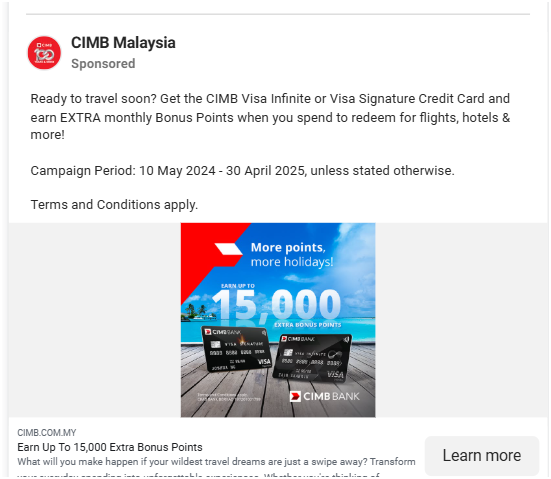 CIMB Malaysia
Sponsored
Ready to travel soon? Get the CIMB Visa Infinite or Visa Signature Credit Card and
earn EXTRA monthly Bonus Points when you spend to redeem for flights, hotels &
more!
Campaign Period: 10 May 2024 - 30 April 2025, unless stated otherwise.
Terms and Conditions apply.
More points,
more holidays!
EARN UP TO
15,000
EXTRA BONUS POINTS
CIMB BANK
VISA SIGNATURE
VISA
CIMB BANK
VISA INFINITE
VISA
CIMB BANK
CIMB.COM.MY
Earn Up To 15,000 Extra Bonus Points
What will you make happen if your wildest travel dreams are just a swipe away? Transform
Learn more